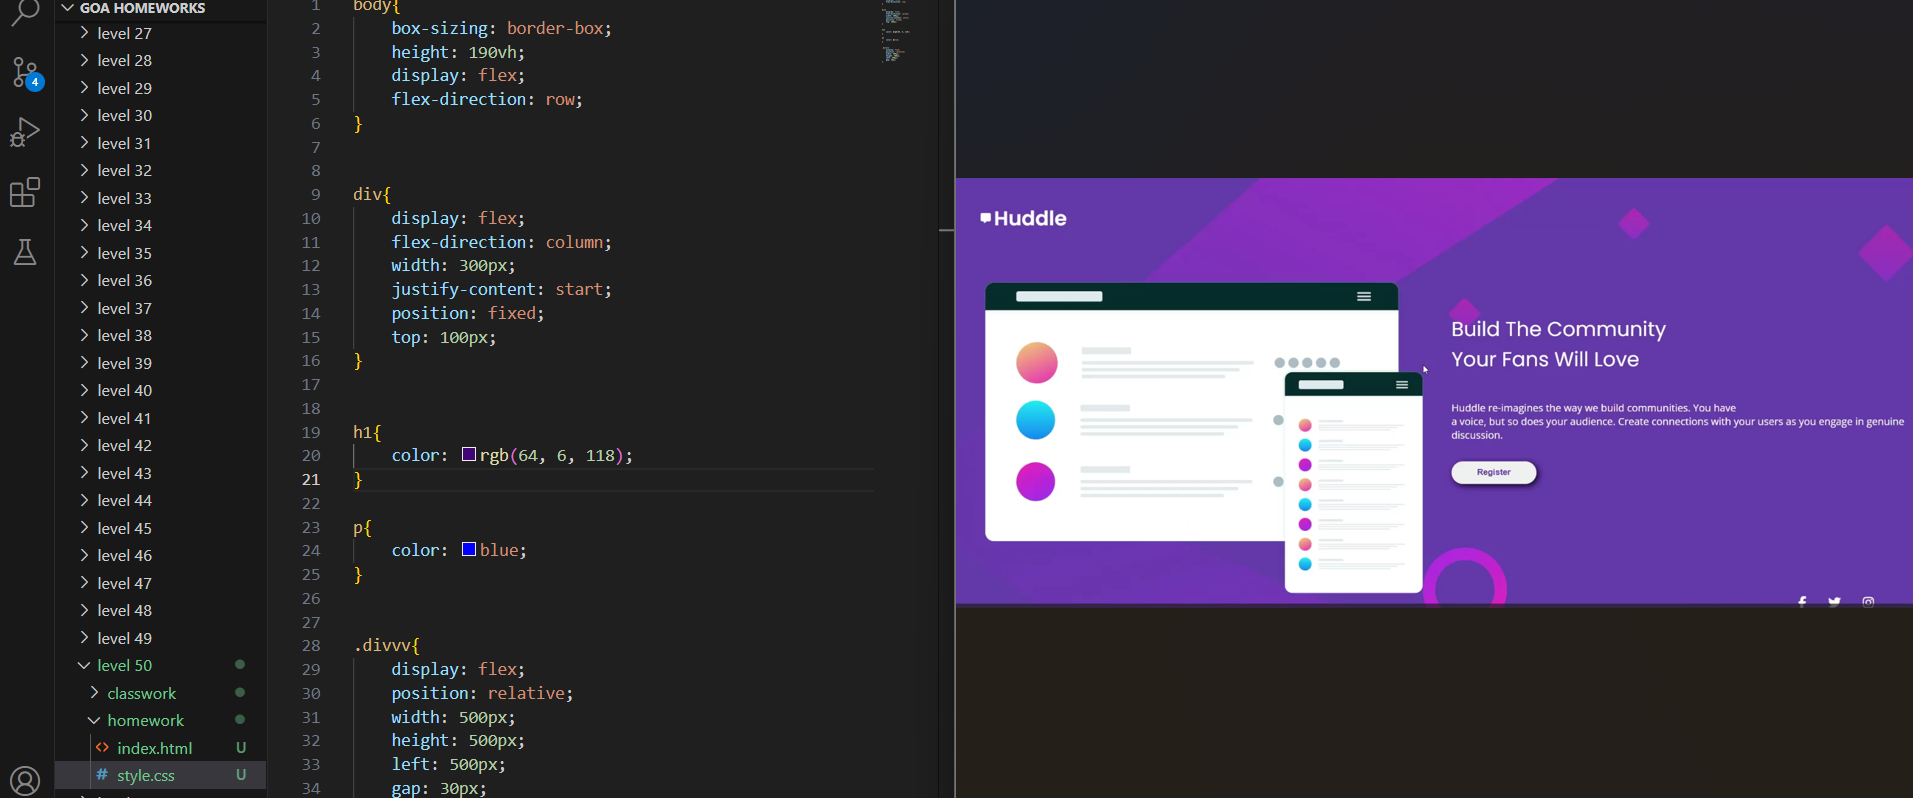 GOA HOMEWORKS
level 27
level 28
level 29
level 30
level 31
level 32
level 33
level 34
level 35
level 36
level 37
level 38
level 39
level 40
level 41
level 42
level 43
level 44
level 45
level 46
level 47
level 48
level 49
level 50
classwork
homework
<> index.html U
# style.css U
4
1 body{
2 box-sizing: border-box;
3 height: 190vh;
4 display: flex;
5 flex-direction: row;
6 }
7
8
9 div{
10 display: flex;
11 flex-direction: column;
12 width: 300px;
13 justify-content: start;
14 position: fixed;
15 top: 100px;
16 }
17
18
19 h1{
20 color: rgb(64, 6, 118);
21 }
22
23 p{
24 color: blue;
25 }
26
27
28 .divvv{
29 display: flex;
30 position: relative;
31 width: 500px;
32 height: 500px;
33 left: 500px;
34 gap: 30px;
Huddle
Build The Community
Your Fans Will Love
Huddle re-imagines the way we build communities. You have
a voice, but so does your audience. Create connections with your users as you engage in genuine
discussion.
Register